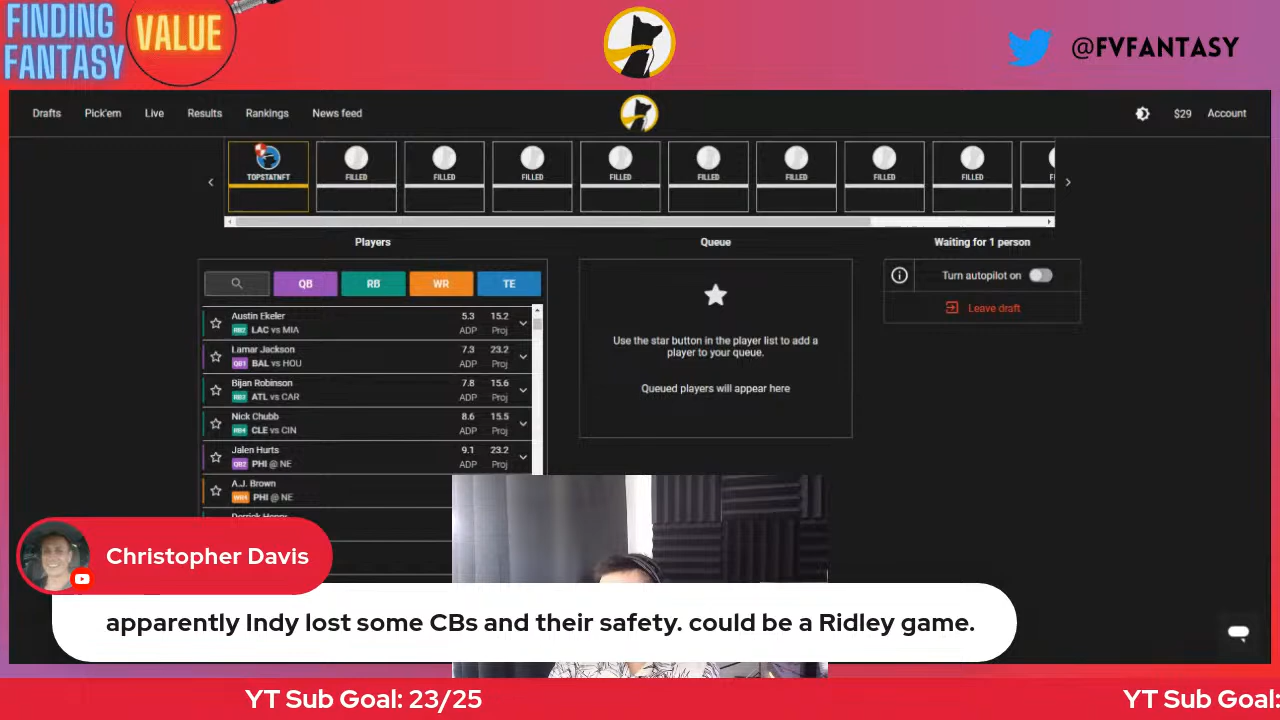 FINDING
FANTASY
VALUE
@FVFANTASY
Drafts
Pick'em
Live
Results
Rankings
News feed
$29
Account
TOPSTATNFT
FILLED
FILLED
FILLED
FILLED
FILLED
FILLED
FILLED
FILLED
Players
Queue
Waiting for 1 person
QB
RB
WR
TE
Austin Ekeler
5.3
15.2
RB2 LAC vs MIA
ADP
Proj
Lamar Jackson
7.3
23.2
QB1 BAL vs HOU
ADP
Proj
Bijan Robinson
7.8
15.6
RB3 ATL vs CAR
ADP
Proj
Nick Chubb
8.6
15.5
RB4 CLE vs CIN
ADP
Proj
Jalen Hurts
9.1
23.2
QB2 PHI @ NE
ADP
Proj
A.J. Brown
PHI @ NE
Use the star button in the player list to add a
player to your queue.
Queued players will appear here
Turn autopilot on
Leave draft
Christopher Davis
apparently Indy lost some CBs and their safety. could be a Ridley game.
YT Sub Goal: 23/25
YT Sub Goal: